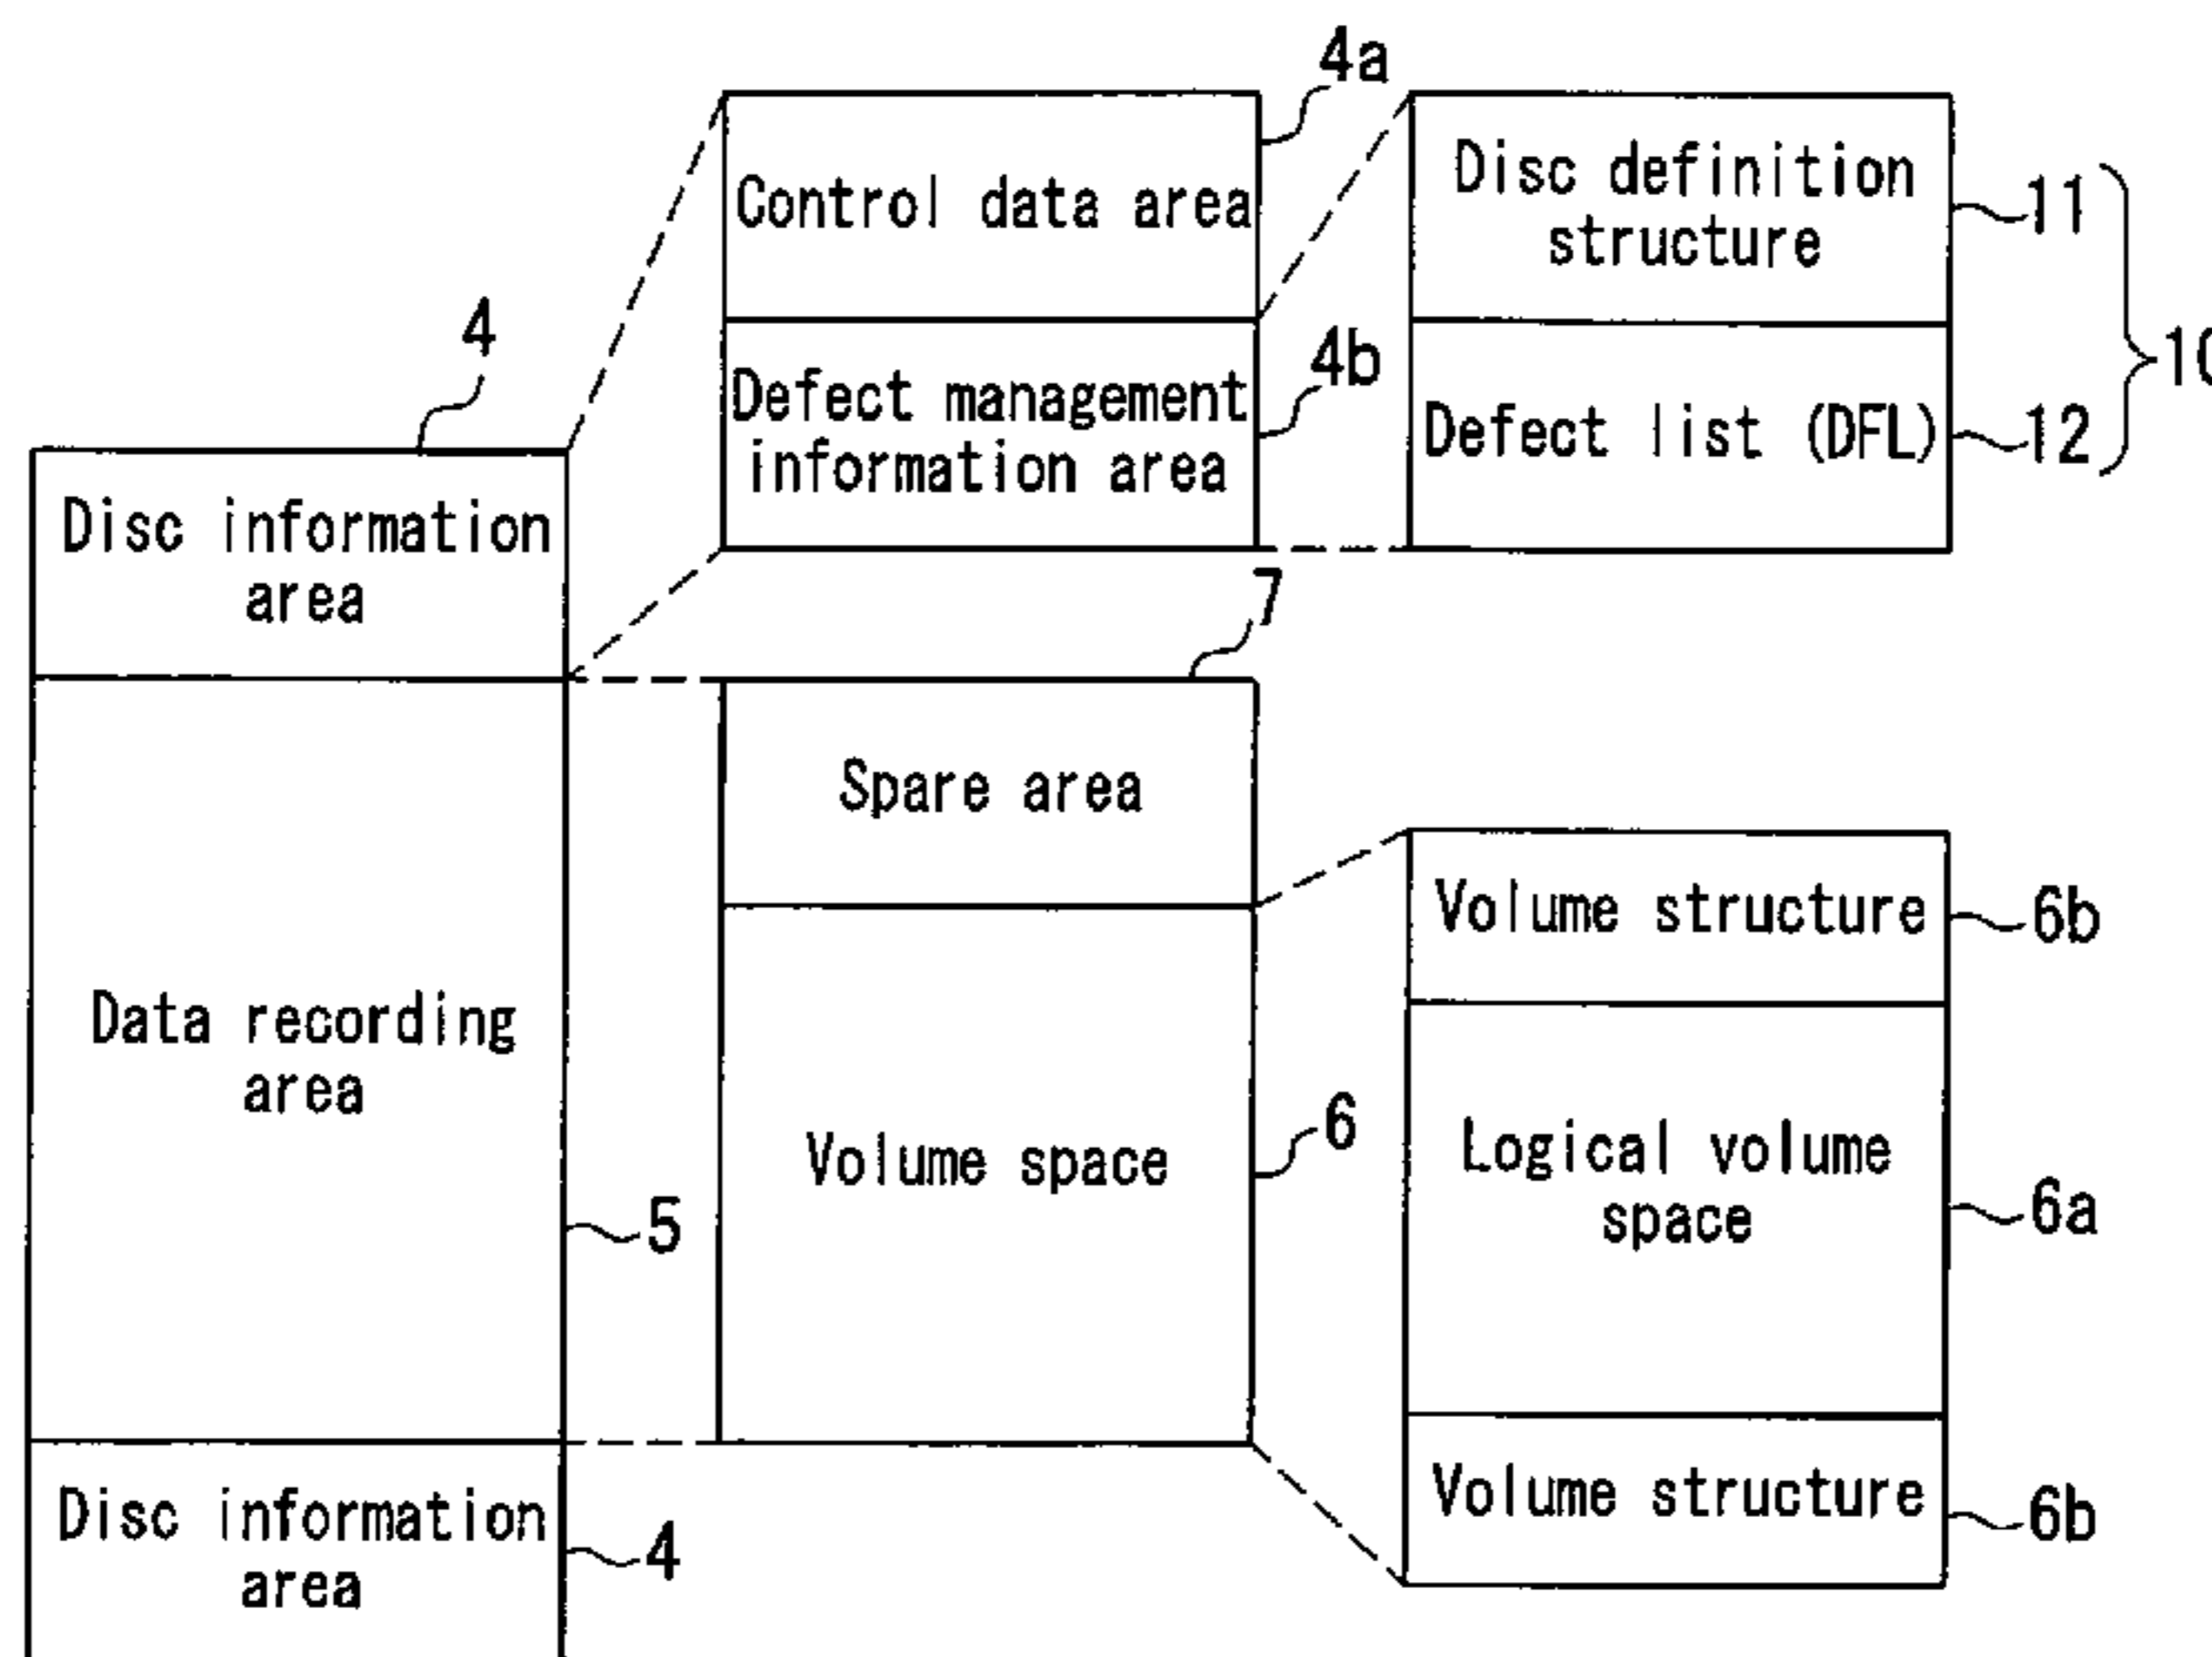 4a
Control data area
Disc definition
structure
11
4
Defect management
information area
4b
Defect list (DFL)
12
10
Disc information
area
7
Spare area
Volume structure
6b
Data recording
area
Volume space
6
Logical volume
space
6a
5
Disc information
area
4
Volume structure
6b